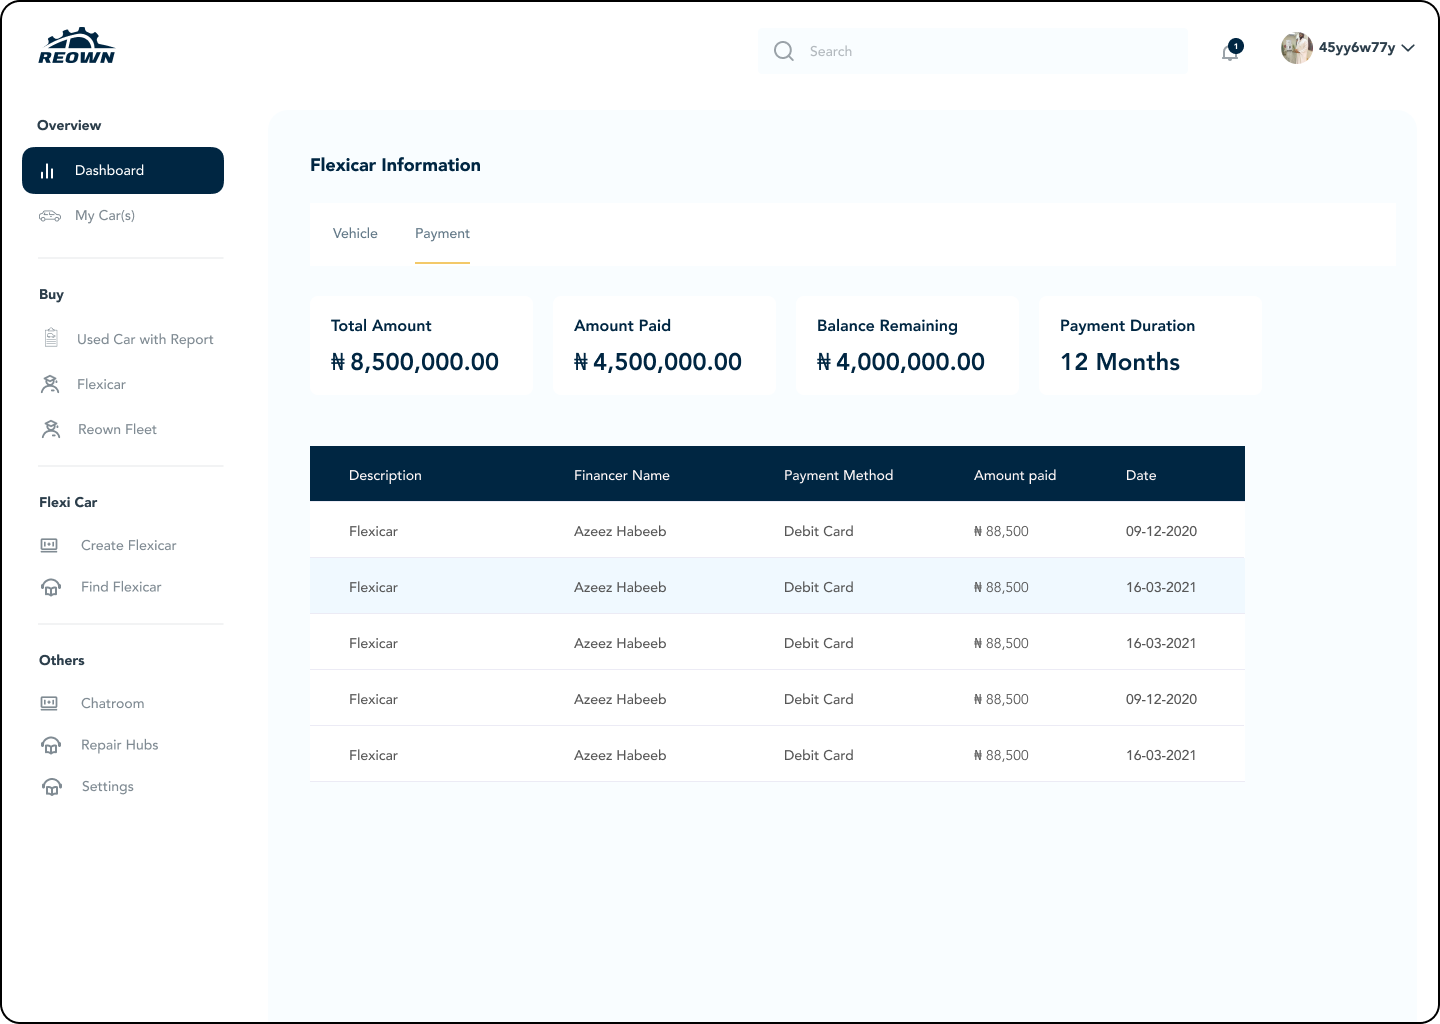 REOWN
Search
1
45yy6w77y
Overview
Dashboard
My Car(s)
Buy
Used Car with Report
Flexicar
Reown Fleet
Flexi Car
Create Flexicar
Find Flexicar
Others
Chatroom
Repair Hubs
Settings
Flexicar Information
Vehicle Payment
Total Amount Amount Paid Balance Remaining Payment Duration
₦ 8,500,000.00 ₦ 4,500,000.00 ₦ 4,000,000.00 12 Months
Description Financer Name Payment Method Amount paid Date
Flexicar Azeez Habeeb Debit Card ₦ 88,500 09-12-2020
Flexicar Azeez Habeeb Debit Card ₦ 88,500 16-03-2021
Flexicar Azeez Habeeb Debit Card ₦ 88,500 16-03-2021
Flexicar Azeez Habeeb Debit Card ₦ 88,500 09-12-2020
Flexicar Azeez Habeeb Debit Card ₦ 88,500 16-03-2021